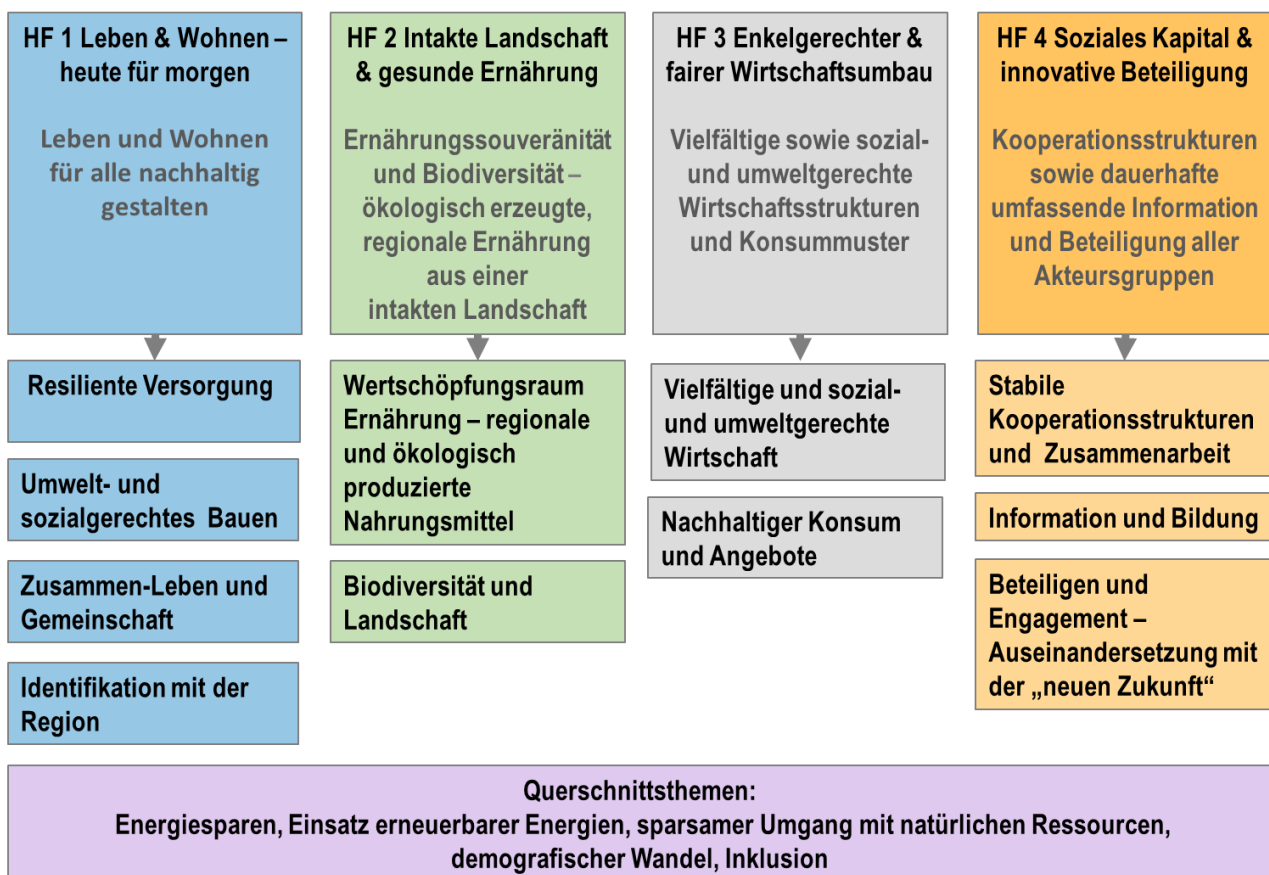 HF 1 Leben & Wohnen –
heute für morgen
Leben und Wohnen
für alle nachhaltig
gestalten
Resiliente Versorgung
Umwelt- und
sozialgerechtes Bauen
Zusammen-Leben und
Gemeinschaft
Identifikation mit der
Region
HF 2 Intakte Landschaft
& gesunde Ernährung
Ernährungssouveränität
und Biodiversität –
ökologisch erzeugte,
regionale Ernährung
aus einer
intakten Landschaft
Wertschöpfungsraum
Ernährung – regionale
und ökologisch
produzierte
Nahrungsmittel
Biodiversität und
Landschaft
HF 3 Enkelgerechter &
fairer Wirtschaftsumbau
Vielfältige sowie sozial-
und umweltgerechte
Wirtschaftsstrukturen
und Konsummuster
Vielfältige und sozial-
und umweltgerechte
Wirtschaft
Nachhaltiger Konsum
und Angebote
HF 4 Soziales Kapital &
innovative Beteiligung
Kooperationsstrukturen
sowie dauerhafte
umfassende Information
und Beteiligung aller
Akteursgruppen
Stabile
Kooperationsstrukturen
und Zusammenarbeit
Information und Bildung
Beteiligen und
Engagement –
Auseinandersetzung mit
der „neuen Zukunft“
Querschnittsthemen:
Energiesparen, Einsatz erneuerbarer Energien, sparsamer Umgang mit natürlichen Ressourcen,
demografischer Wandel, Inklusion